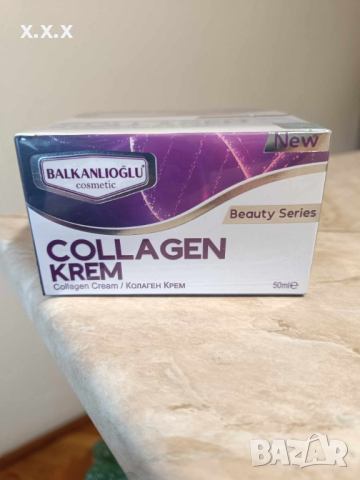 x.x.x
New
BALKANLIOĞLU
cosmetic
Beauty Series
COLLAGEN
KREM
Collagen Cream / Колаген Крем
50ml℮
BAZAR